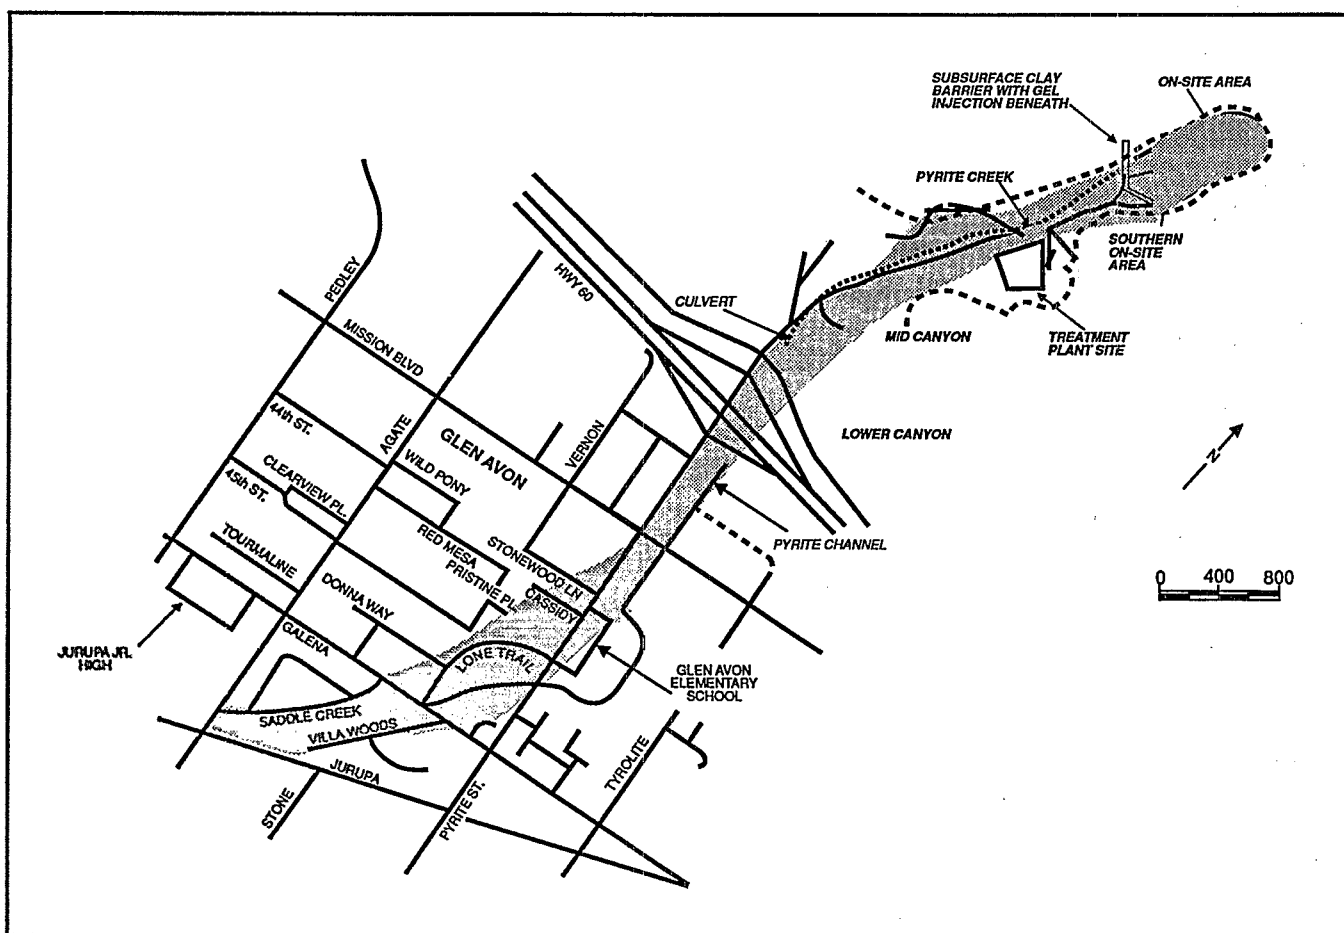 SUBSURFACE CLAY
BARRIER WITH GEL
INJECTION BENEATH
ON-SITE AREA
PYRITE CREEK
SOUTHERN
ON-SITE
AREA
HWY 60
CULVERT
PEDLEY
MISSION BLVD
MID CANYON
TREATMENT
PLANT SITE
44th ST.
AGATE
GLEN AVON
VERNON
LOWER CANYON
N
CLEARVIEW PL.
WILD PONY
45th ST.
RED MESA
PRISTINE PL.
STONEWOOD LN
CASSIDY
PYRITE CHANNEL
TOURMALINE
DONNA WAY
0 400 800
JURUPA JR.
HIGH
GALENA
LONE TRAIL
GLEN AVON
ELEMENTARY
SCHOOL
SADDLE CREEK
VILLA WOODS
JURUPA
STONE
PYRITE ST.
TYROLITE